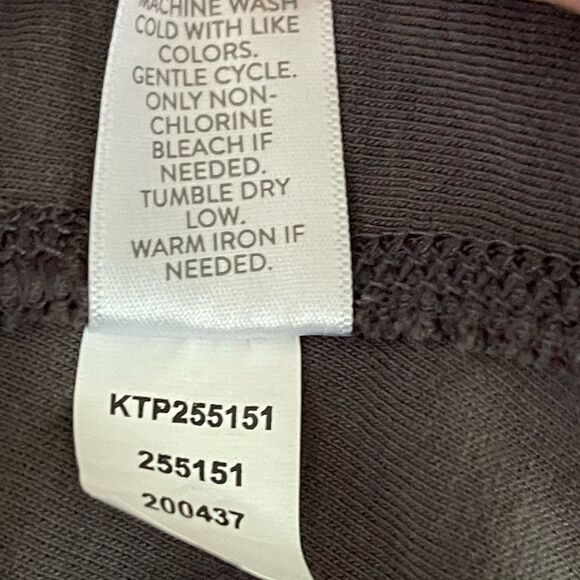 MACHINE WASH
COLD WITH LIKE
COLORS.
GENTLE CYCLE.
ONLY NON-
CHLORINE
BLEACH IF
NEEDED.
TUMBLE DRY
LOW.
WARM IRON IF
NEEDED.
KTP255151
255151
200437